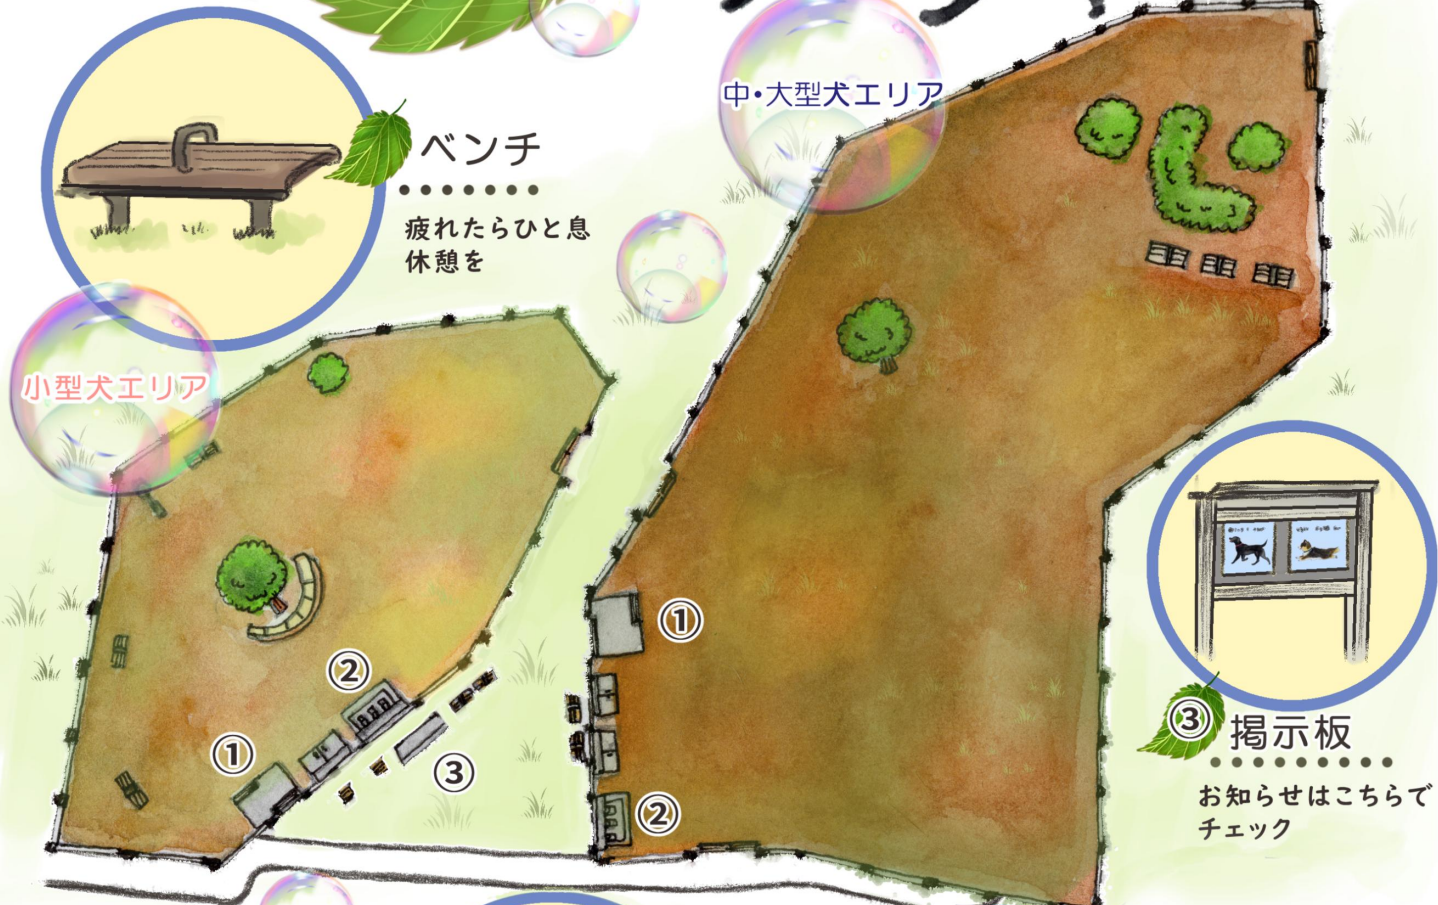 中・大型犬エリア
ベンチ
疲れたらひと息
休憩を
小型犬エリア
①
②
①
③
②
③ 掲示板
お知らせはこちらで
チェック